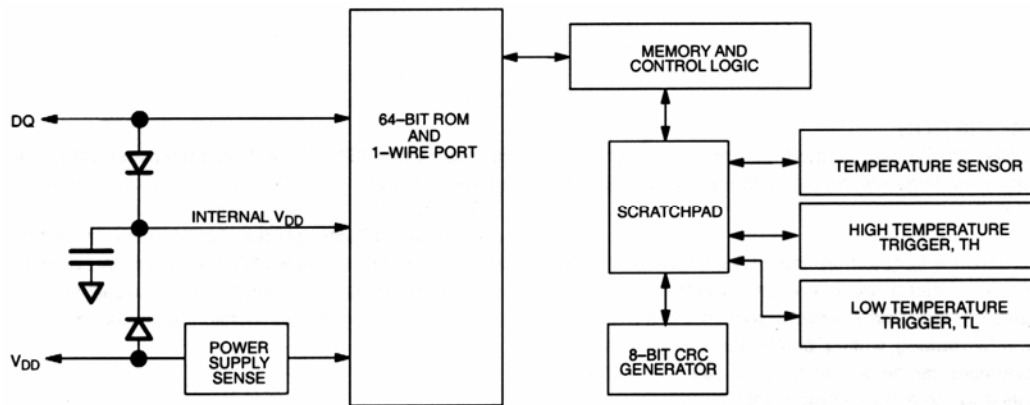 DQ
INTERNAL VDD
VDD
POWER
SUPPLY
SENSE
64–BIT ROM
AND
1–WIRE PORT
MEMORY AND
CONTROL LOGIC
SCRATCHPAD
8–BIT CRC
GENERATOR
TEMPERATURE SENSOR
HIGH TEMPERATURE
TRIGGER, TH
LOW TEMPERATURE
TRIGGER, TL